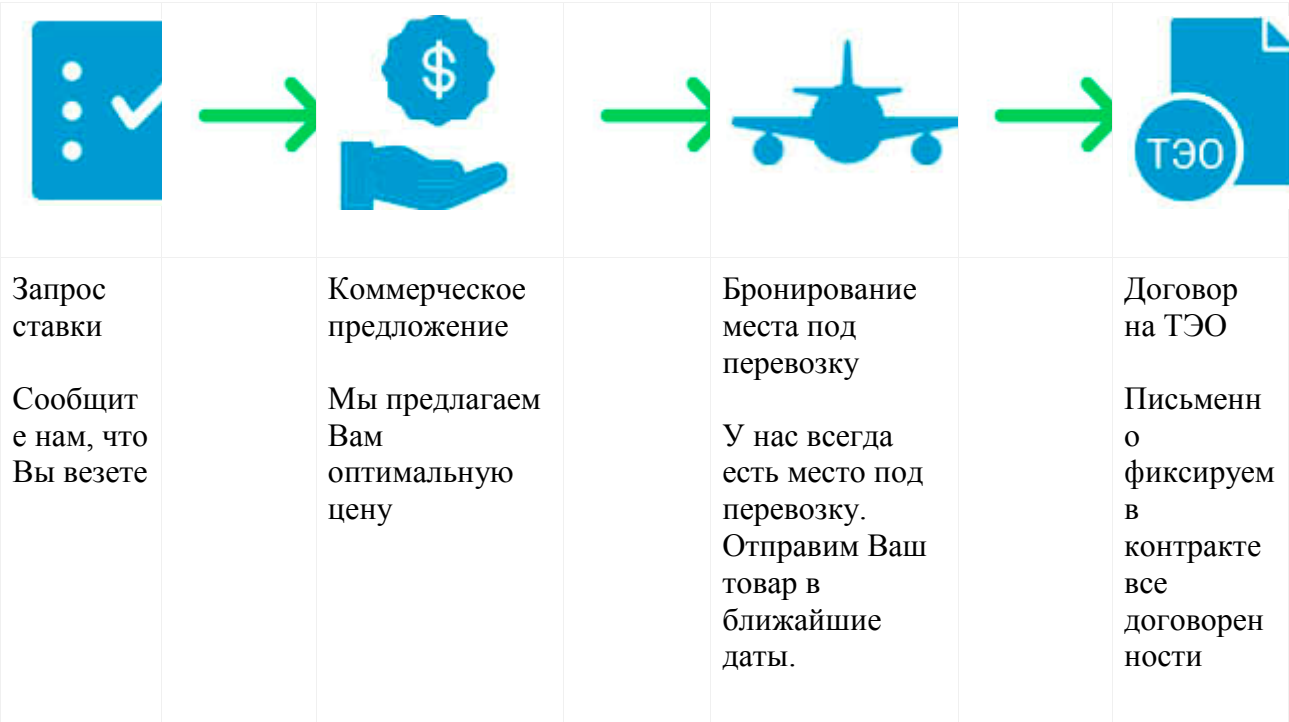 $
ТЭО
Запрос
ставки
Сообщит
е нам, что
Вы везете
Коммерческое
предложение
Мы предлагаем
Вам
оптимальную
цену
Бронирование
места под
перевозку
У нас всегда
есть место под
перевозку.
Отправим Ваш
товар в
ближайшие
даты.
Договор
на ТЭО
Письменн
о
фиксируем
в
контракте
все
договорен
ности